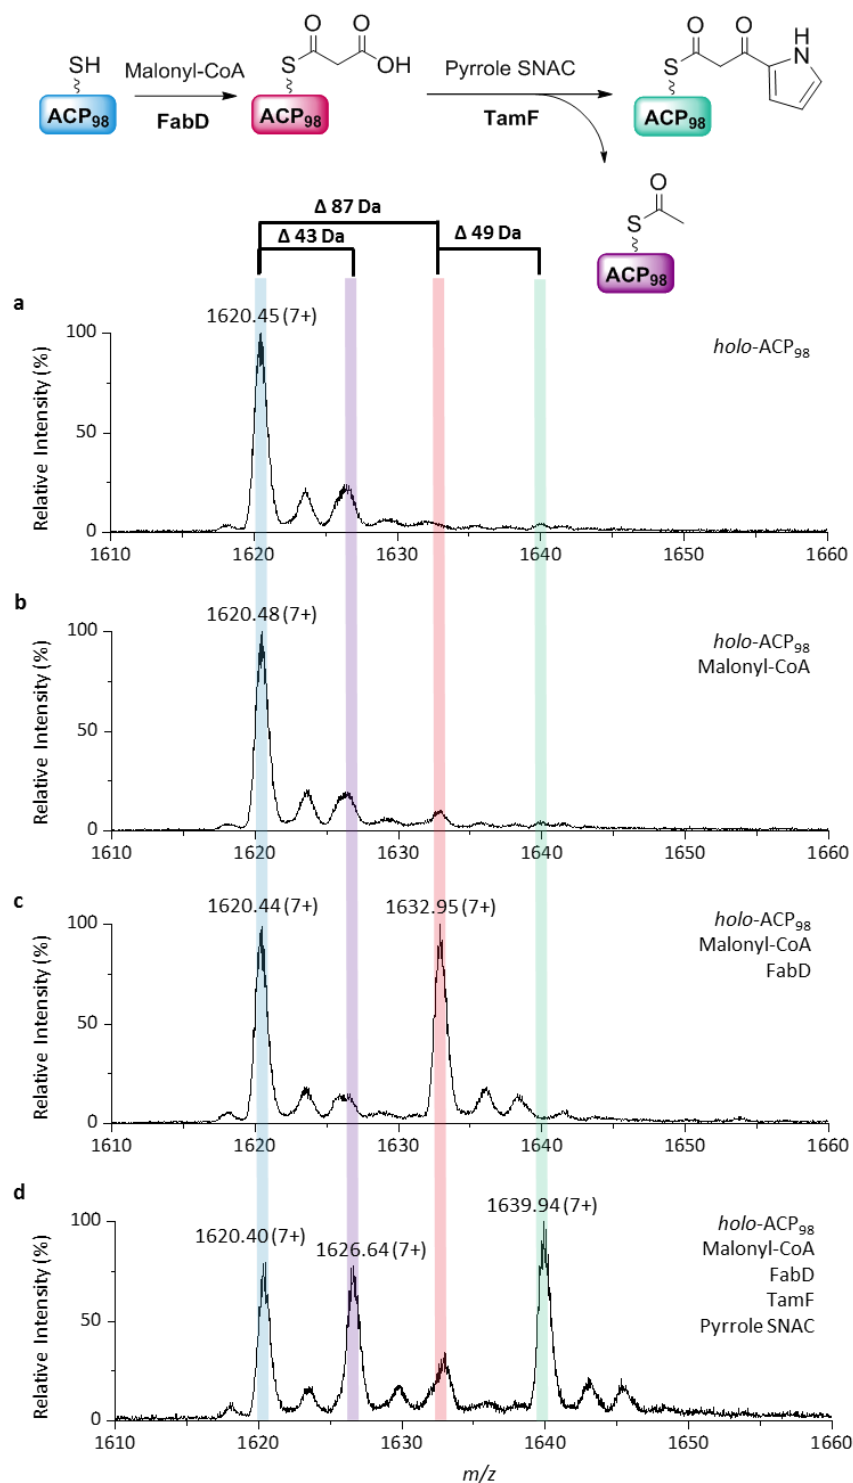 SH
Malonyl-CoA
FabD
ACP98
O O
S OH
ACP98
Pyrrole SNAC
TamF
O O H
N
S
ACP98
O
S
ACP98
Δ 87 Da
Δ 43 Da
Δ 49 Da
a
1620.45 (7+)
holo-ACP98
Relative Intensity (%)
100
50
0
1610 1620 1630 1640 1650 1660
b
1620.48 (7+)
holo-ACP98
Malonyl-CoA
Relative Intensity (%)
100
50
0
1610 1620 1630 1640 1650 1660
c
1620.44 (7+) 1632.95 (7+)
holo-ACP98
Malonyl-CoA
FabD
Relative Intensity (%)
100
50
0
1610 1620 1630 1640 1650 1660
d
1620.40 (7+) 1626.64 (7+) 1639.94 (7+)
holo-ACP98
Malonyl-CoA
FabD
TamF
Pyrrole SNAC
Relative Intensity (%)
100
50
0
1610 1620 1630 1640 1650 1660
m/z